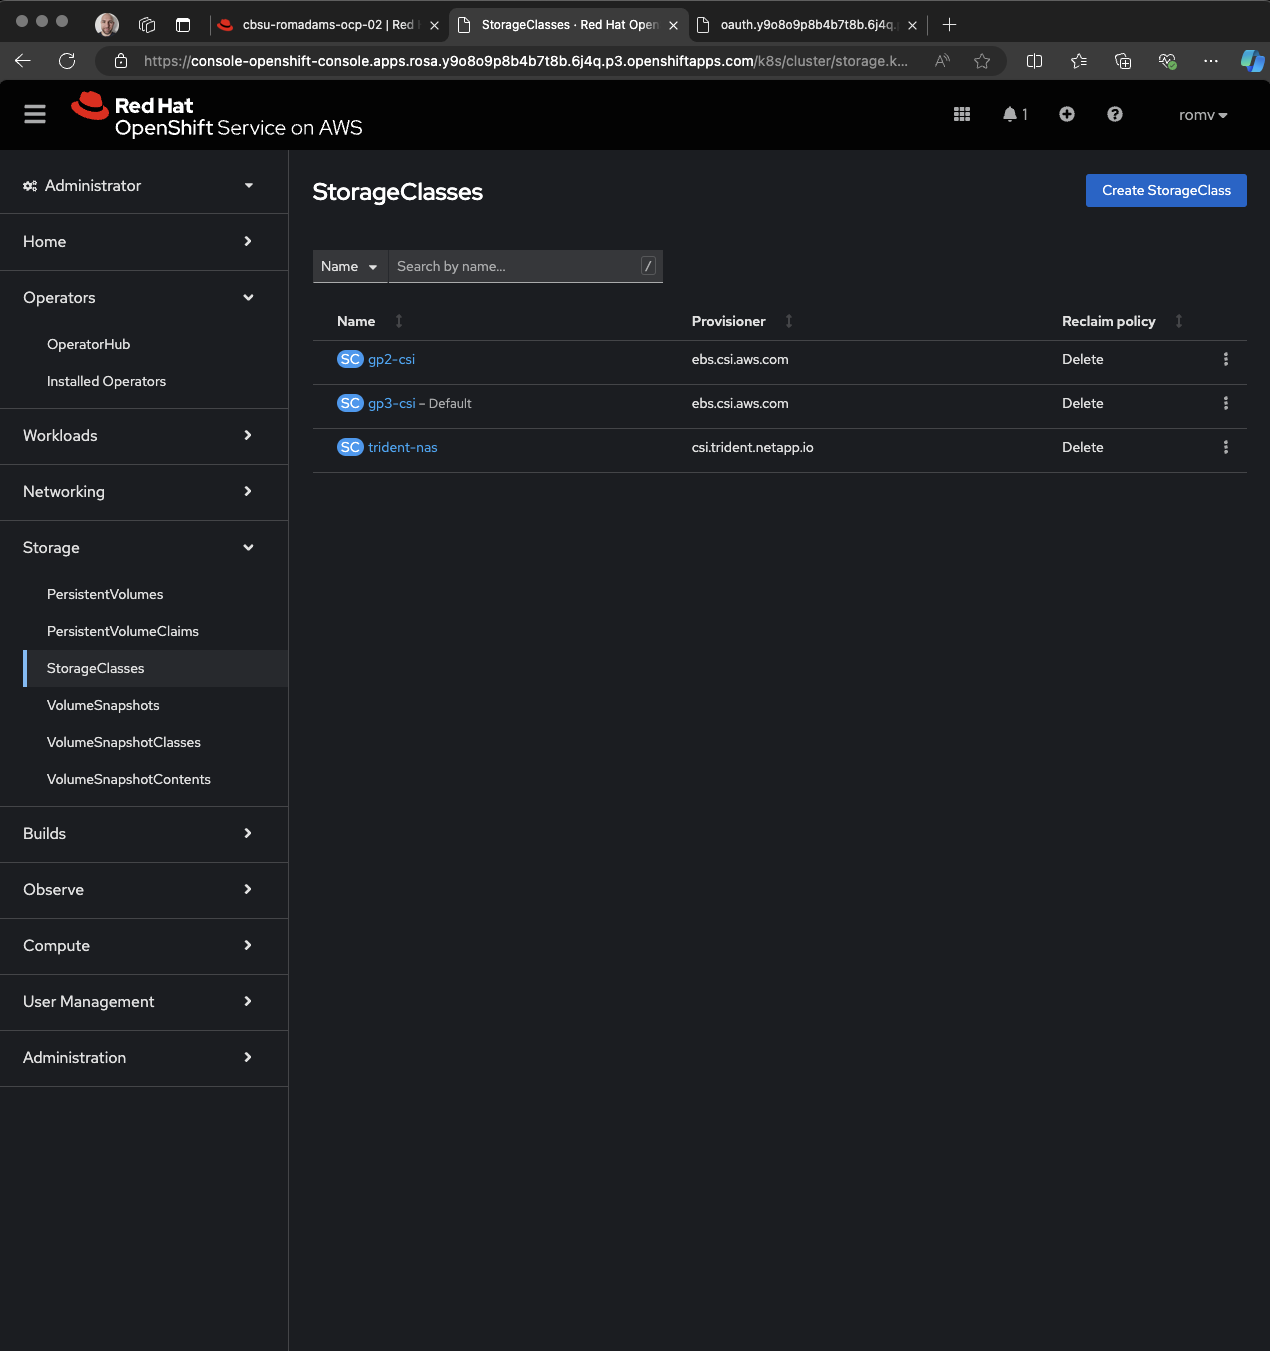 cbsu-romadams-ocp-02 | Red
StorageClasses · Red Hat Open
oauth.y9o8o9p8b4b7t8b.6j4q.
https://console-openshift-console.apps.rosa.y9o8o9p8b4b7t8b.6j4q.p3.openshiftapps.com/k8s/cluster/storage.k...
Red Hat
OpenShift Service on AWS
1
romv
Administrator
Home
Operators
OperatorHub
Installed Operators
Workloads
Networking
Storage
PersistentVolumes
PersistentVolumeClaims
StorageClasses
VolumeSnapshots
VolumeSnapshotClasses
VolumeSnapshotContents
Builds
Observe
Compute
User Management
Administration
StorageClasses
Create StorageClass
Name Search by name... /
Name Provisioner Reclaim policy
SC gp2-csi ebs.csi.aws.com Delete
SC gp3-csi – Default ebs.csi.aws.com Delete
SC trident-nas csi.trident.netapp.io Delete